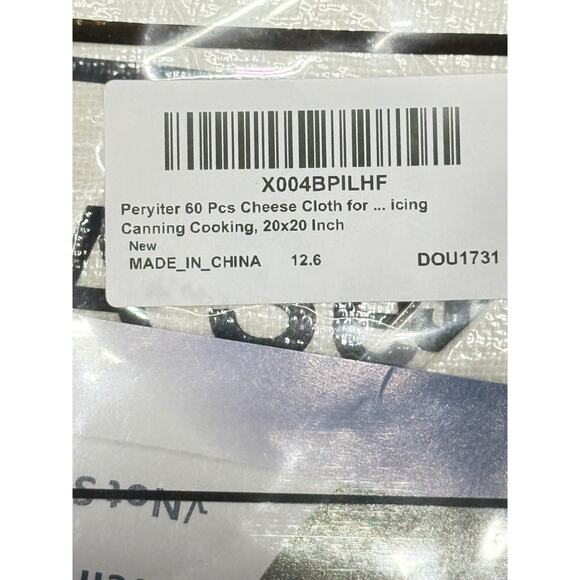 X004BPILHF
Peryiter 60 Pcs Cheese Cloth for ... icing
Canning Cooking, 20x20 Inch
New
MADE_IN_CHINA 12.6 DOU1731